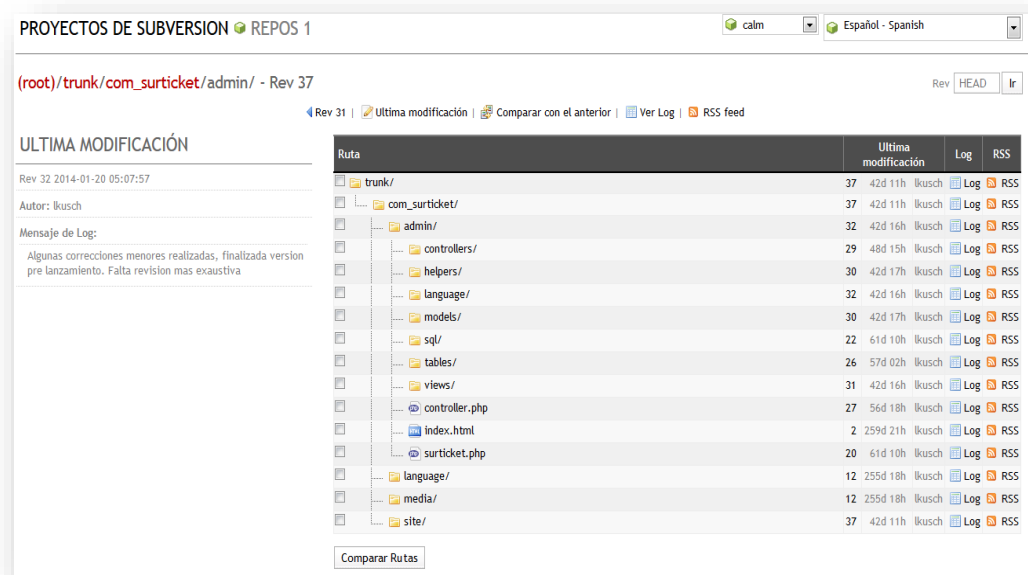 PROYECTOS DE SUBVERSION REPOS 1
calm
Español - Spanish
(root)/trunk/com_surticket/admin/ - Rev 37
Rev HEAD Ir
Rev 31 | Ultima modificación | Comparar con el anterior | Ver Log | RSS feed
ULTIMA MODIFICACIÓN
Rev 32 2014-01-20 05:07:57
Autor: lkusch
Mensaje de Log:
Algunas correcciones menores realizadas, finalizada version
pre lanzamiento. Falta revision mas exaustiva
Ruta Ultima modificación Log RSS
trunk/ 37 42d 11h lkusch Log RSS
com_surticket/ 37 42d 11h lkusch Log RSS
admin/ 32 42d 16h lkusch Log RSS
controllers/ 29 48d 15h lkusch Log RSS
helpers/ 30 42d 17h lkusch Log RSS
language/ 32 42d 16h lkusch Log RSS
models/ 30 42d 17h lkusch Log RSS
sql/ 22 61d 10h lkusch Log RSS
tables/ 26 57d 02h lkusch Log RSS
views/ 31 42d 16h lkusch Log RSS
controller.php 27 56d 18h lkusch Log RSS
index.html 2 259d 21h lkusch Log RSS
surticket.php 20 61d 10h lkusch Log RSS
language/ 12 255d 18h lkusch Log RSS
media/ 12 255d 18h lkusch Log RSS
site/ 37 42d 11h lkusch Log RSS
Comparar Rutas